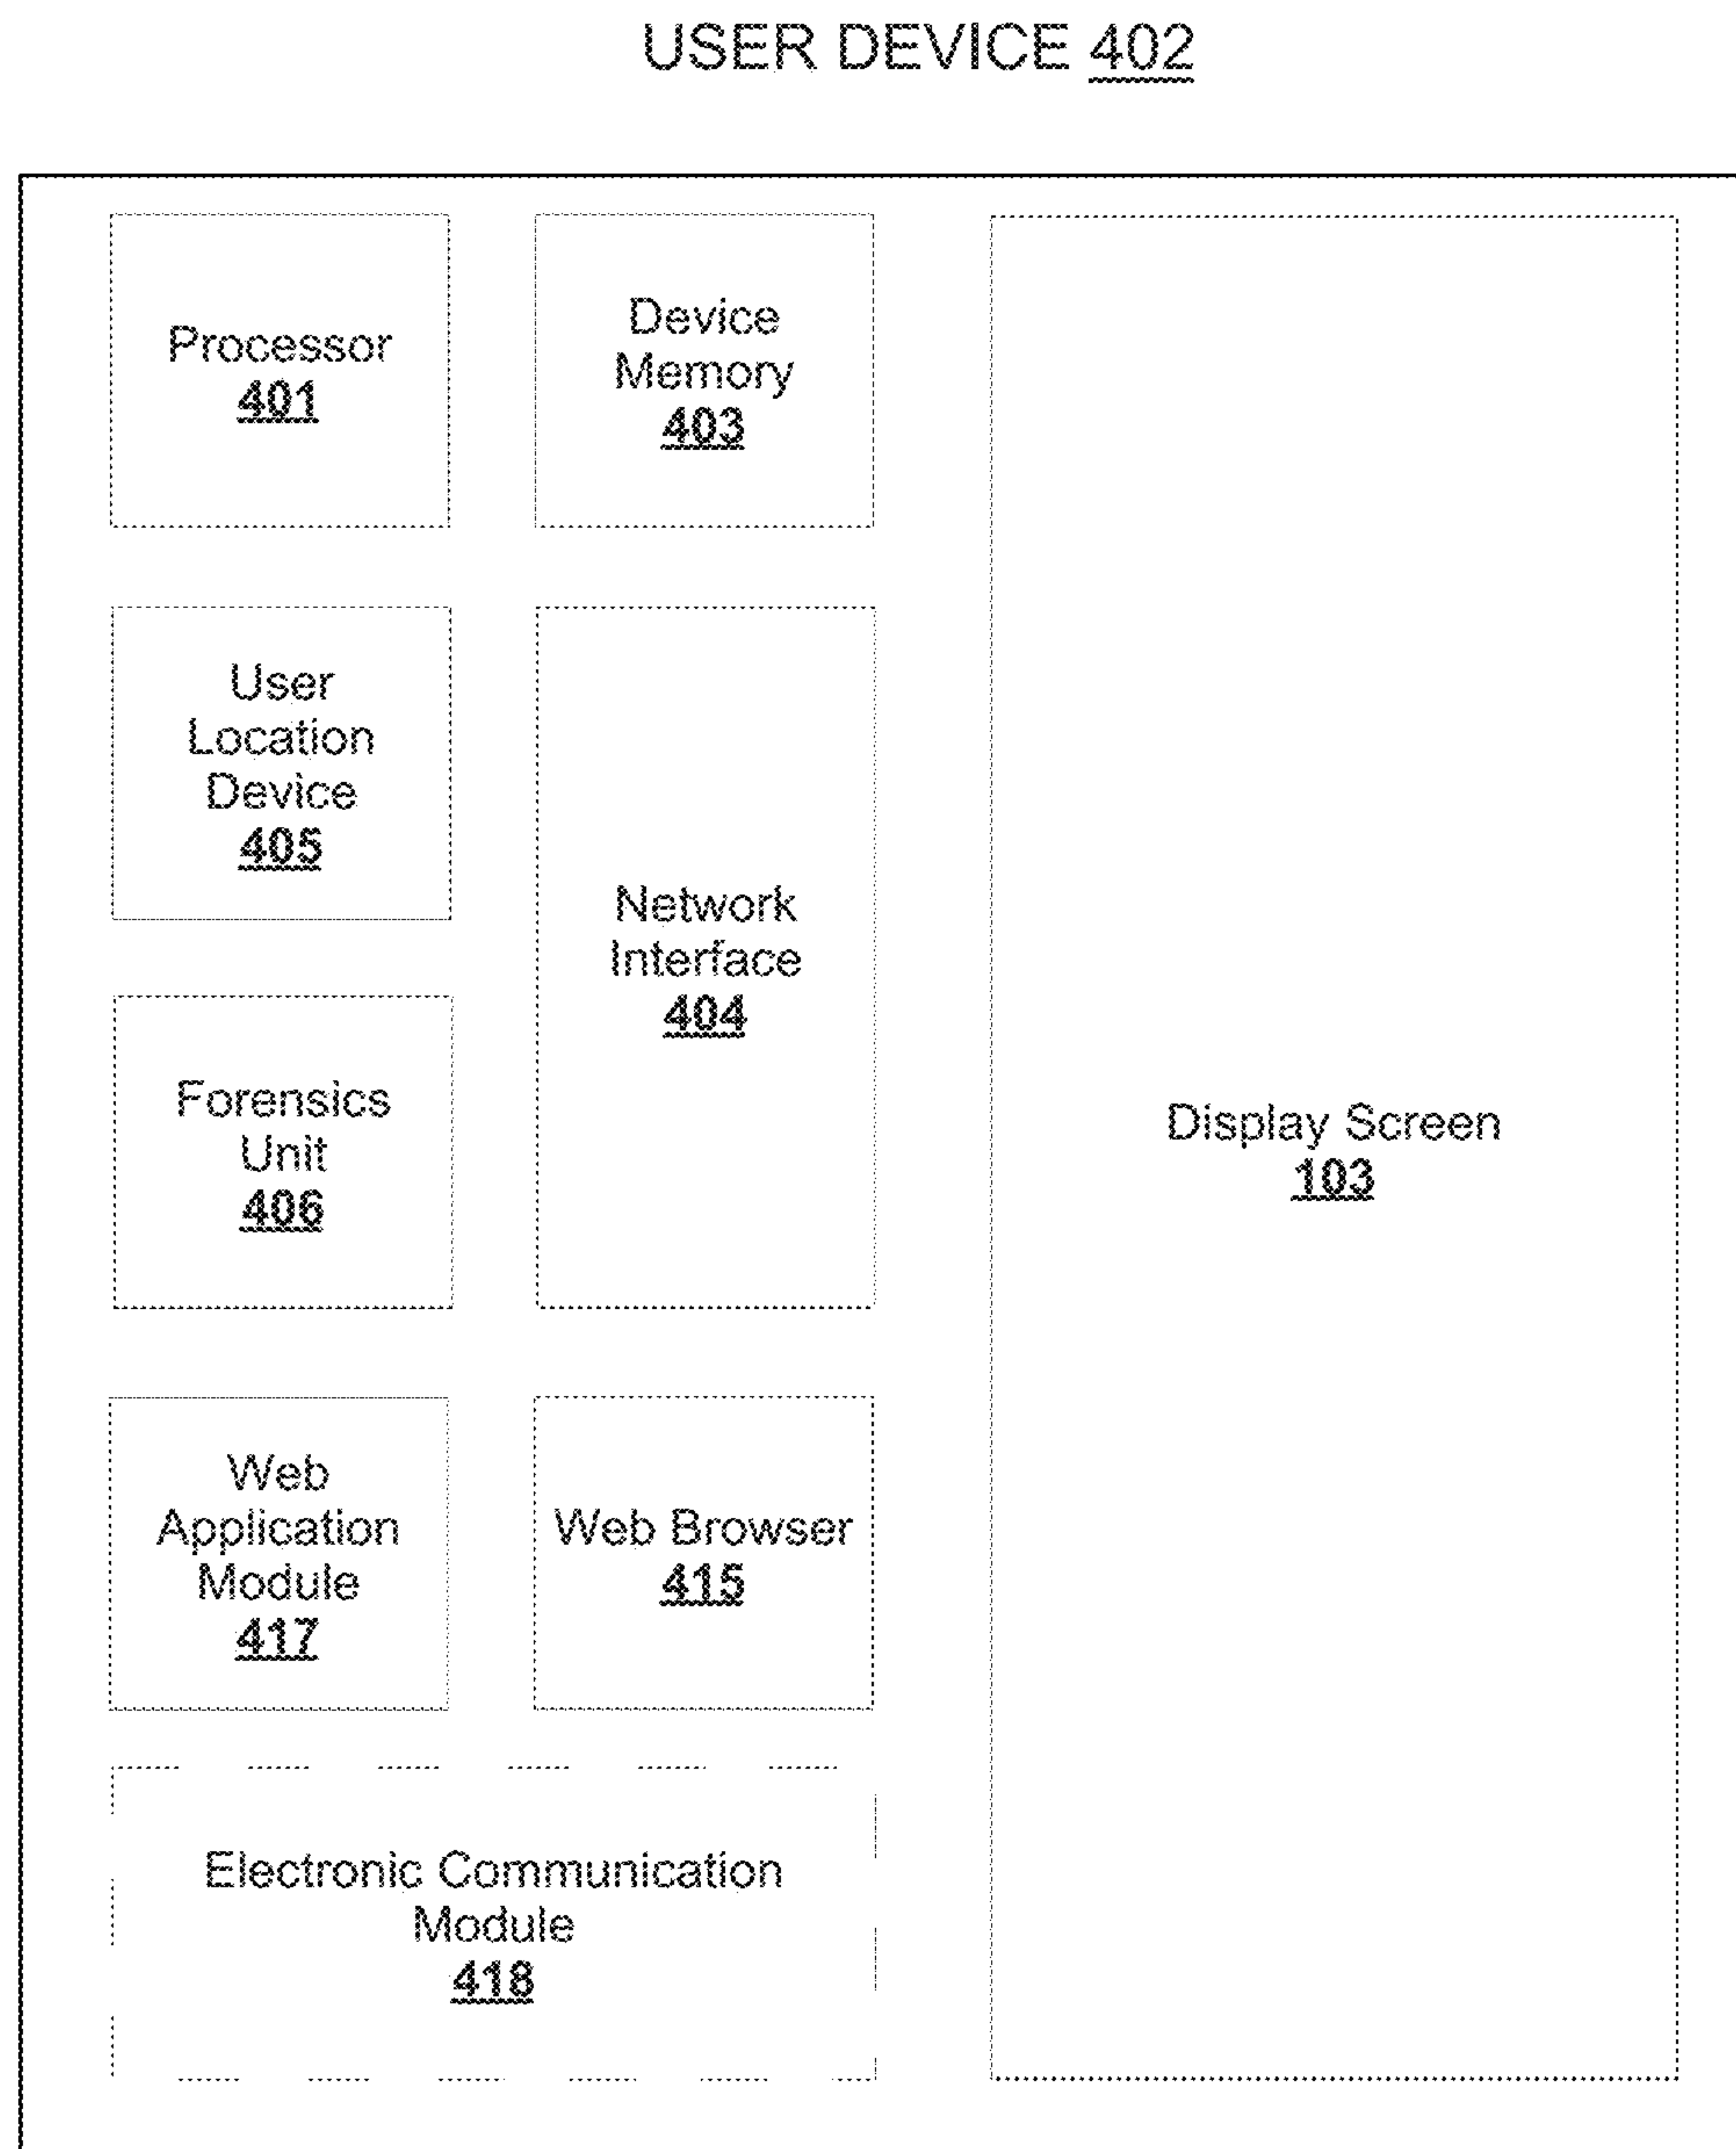 USER DEVICE 402
Processor
401
Device
Memory
403
User
Location
Device
405
Network
Interface
404
Forensics
Unit
406
Display Screen
103
Web
Application
Module
417
Web Browser
415
Electronic Communication
Module
418